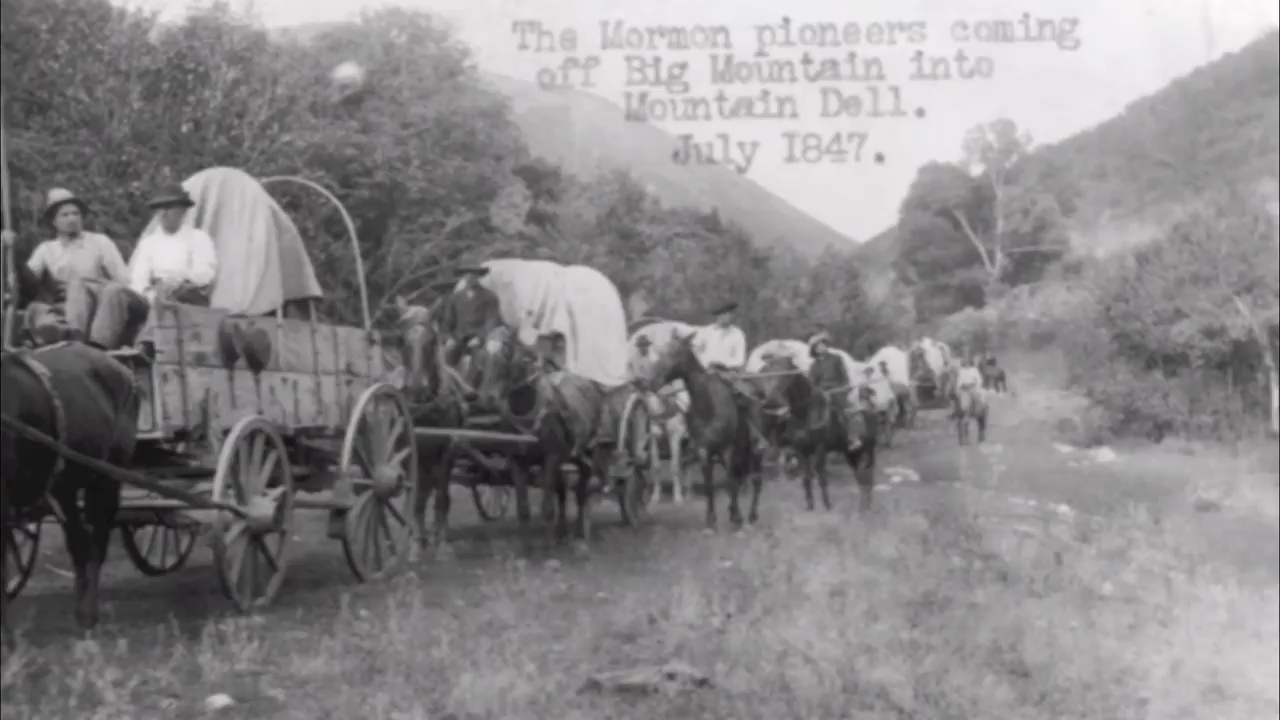 The Mormon pioneers coming
off Big Mountain into
Mountain Dell.
July 1847.